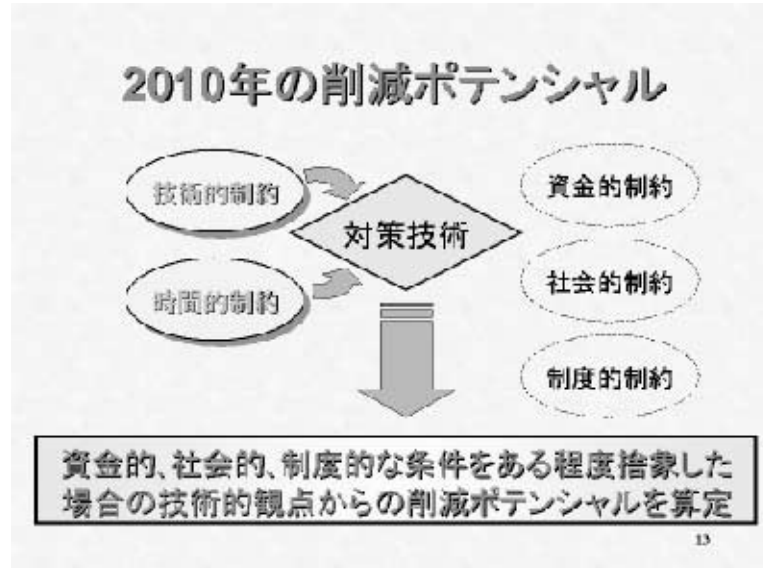 2010年の削減ポテンシャル
技術的制約
時間的制約
対策技術
資金的制約
社会的制約
制度的制約
資金的、社会的、制度的な条件をある程度捨象した
場合の技術的観点からの削減ポテンシャルを算定
13